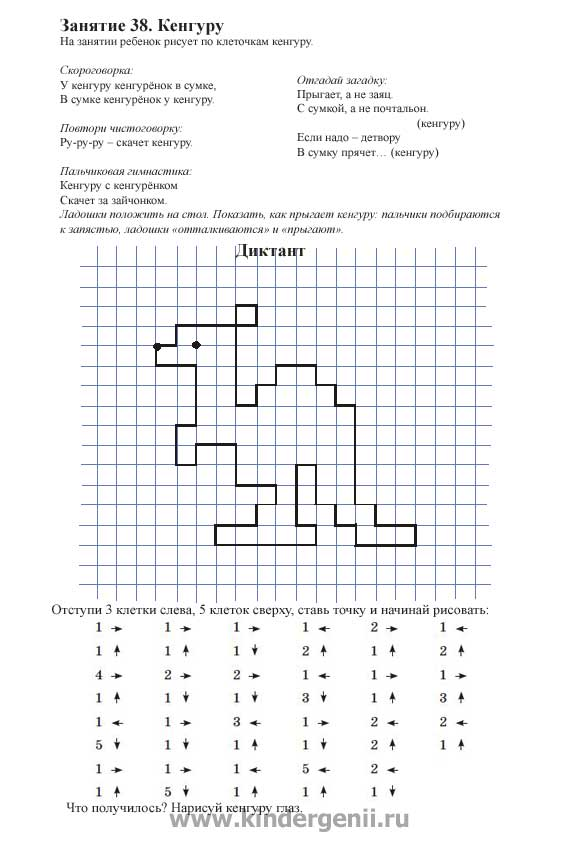 Занятие 38. Кенгуру
На занятии ребенок рисует по клеточкам кенгуру.
Скороговорка:
У кенгуру кенгурёнок в сумке,
В сумке кенгурёнок у кенгуру.
Повтори чистоговорку:
Ру-ру-ру – скачет кенгуру.
Отгадай загадку:
Прыгает, а не заяц.
С сумкой, а не почтальон.
(кенгуру)
Если надо – детвору
В сумку прячет… (кенгуру)
Пальчиковая гимнастика:
Кенгуру с кенгурёнком
Скачет за зайчонком.
Ладошки положить на стол. Показать, как прыгает кенгуру: пальчики подбираются
к запястью, ладошки «отталкиваются» и «прыгают».
Диктант
Отступи 3 клетки слева, 5 клеток сверху, ставь точку и начинай рисовать:
1 → 1 → 1 → 1 ← 2 → 1 ←
1 ↑ 1 ↑ 1 ↓ 2 ↑ 1 ↑ 2 ↑
4 → 2 → 2 → 1 ← 1 → 1 →
1 ↑ 1 ↓ 1 ↓ 3 ↓ 1 ↑ 3 ↑
1 ← 1 → 3 ← 1 → 2 ← 2 ←
5 ↓ 1 ↓ 1 ↑ 1 ↓ 2 ↑ 1 ↑
1 → 1 → 1 ← 5 ← 2 ←
1 ↑ 5 ↓ 1 ↑ 1 ↑ 1 ↓
Что получилось? Нарисуй кенгуру глаз.
www.kindergenii.ru